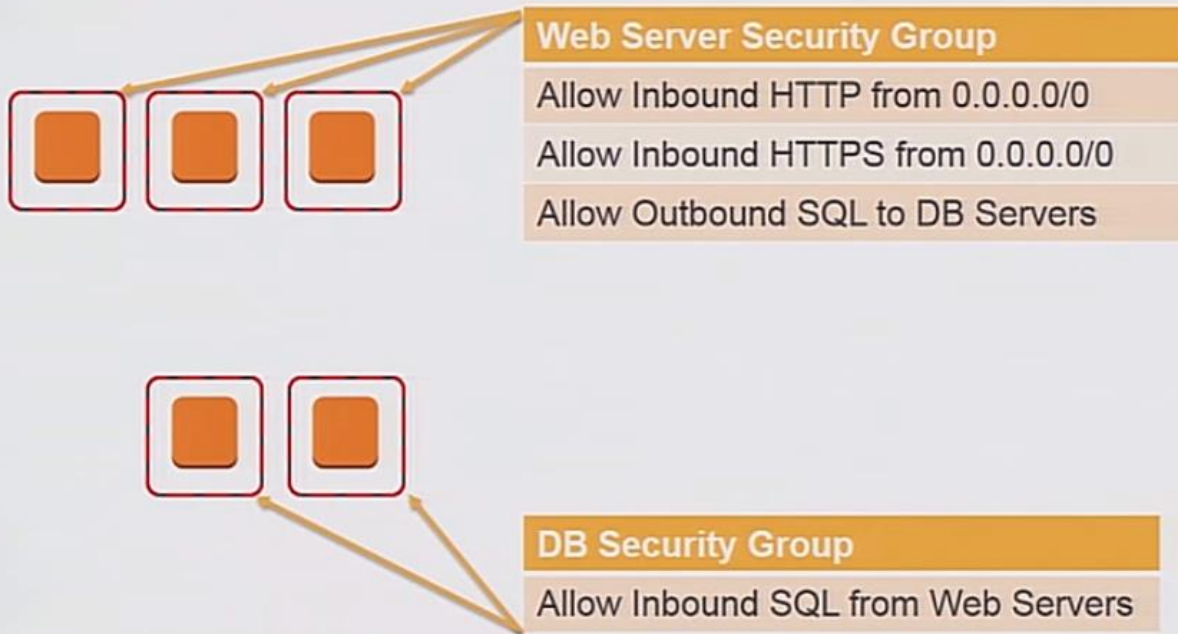 Web Server Security Group
Allow Inbound HTTP from 0.0.0.0/0
Allow Inbound HTTPS from 0.0.0.0/0
Allow Outbound SQL to DB Servers
DB Security Group
Allow Inbound SQL from Web Servers